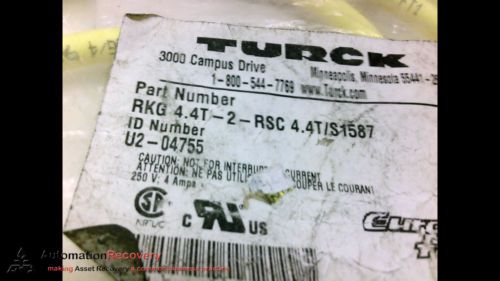 TURCK
3000 Campus Drive
Minneapolis, Minnesota 55441
1-800-544-7769 www.Turck.com
Part Number
RKG 4.4T-2-RSC 4.4T/S1587
ID Number
U2-04755
CAUTION: NOT FOR INTERRUPTING CURRENT
ATTENTION: NE PAS COUPER LE COURANT
250 V: 4 Amps
C US
AutomationRecovery
making Asset Recovery